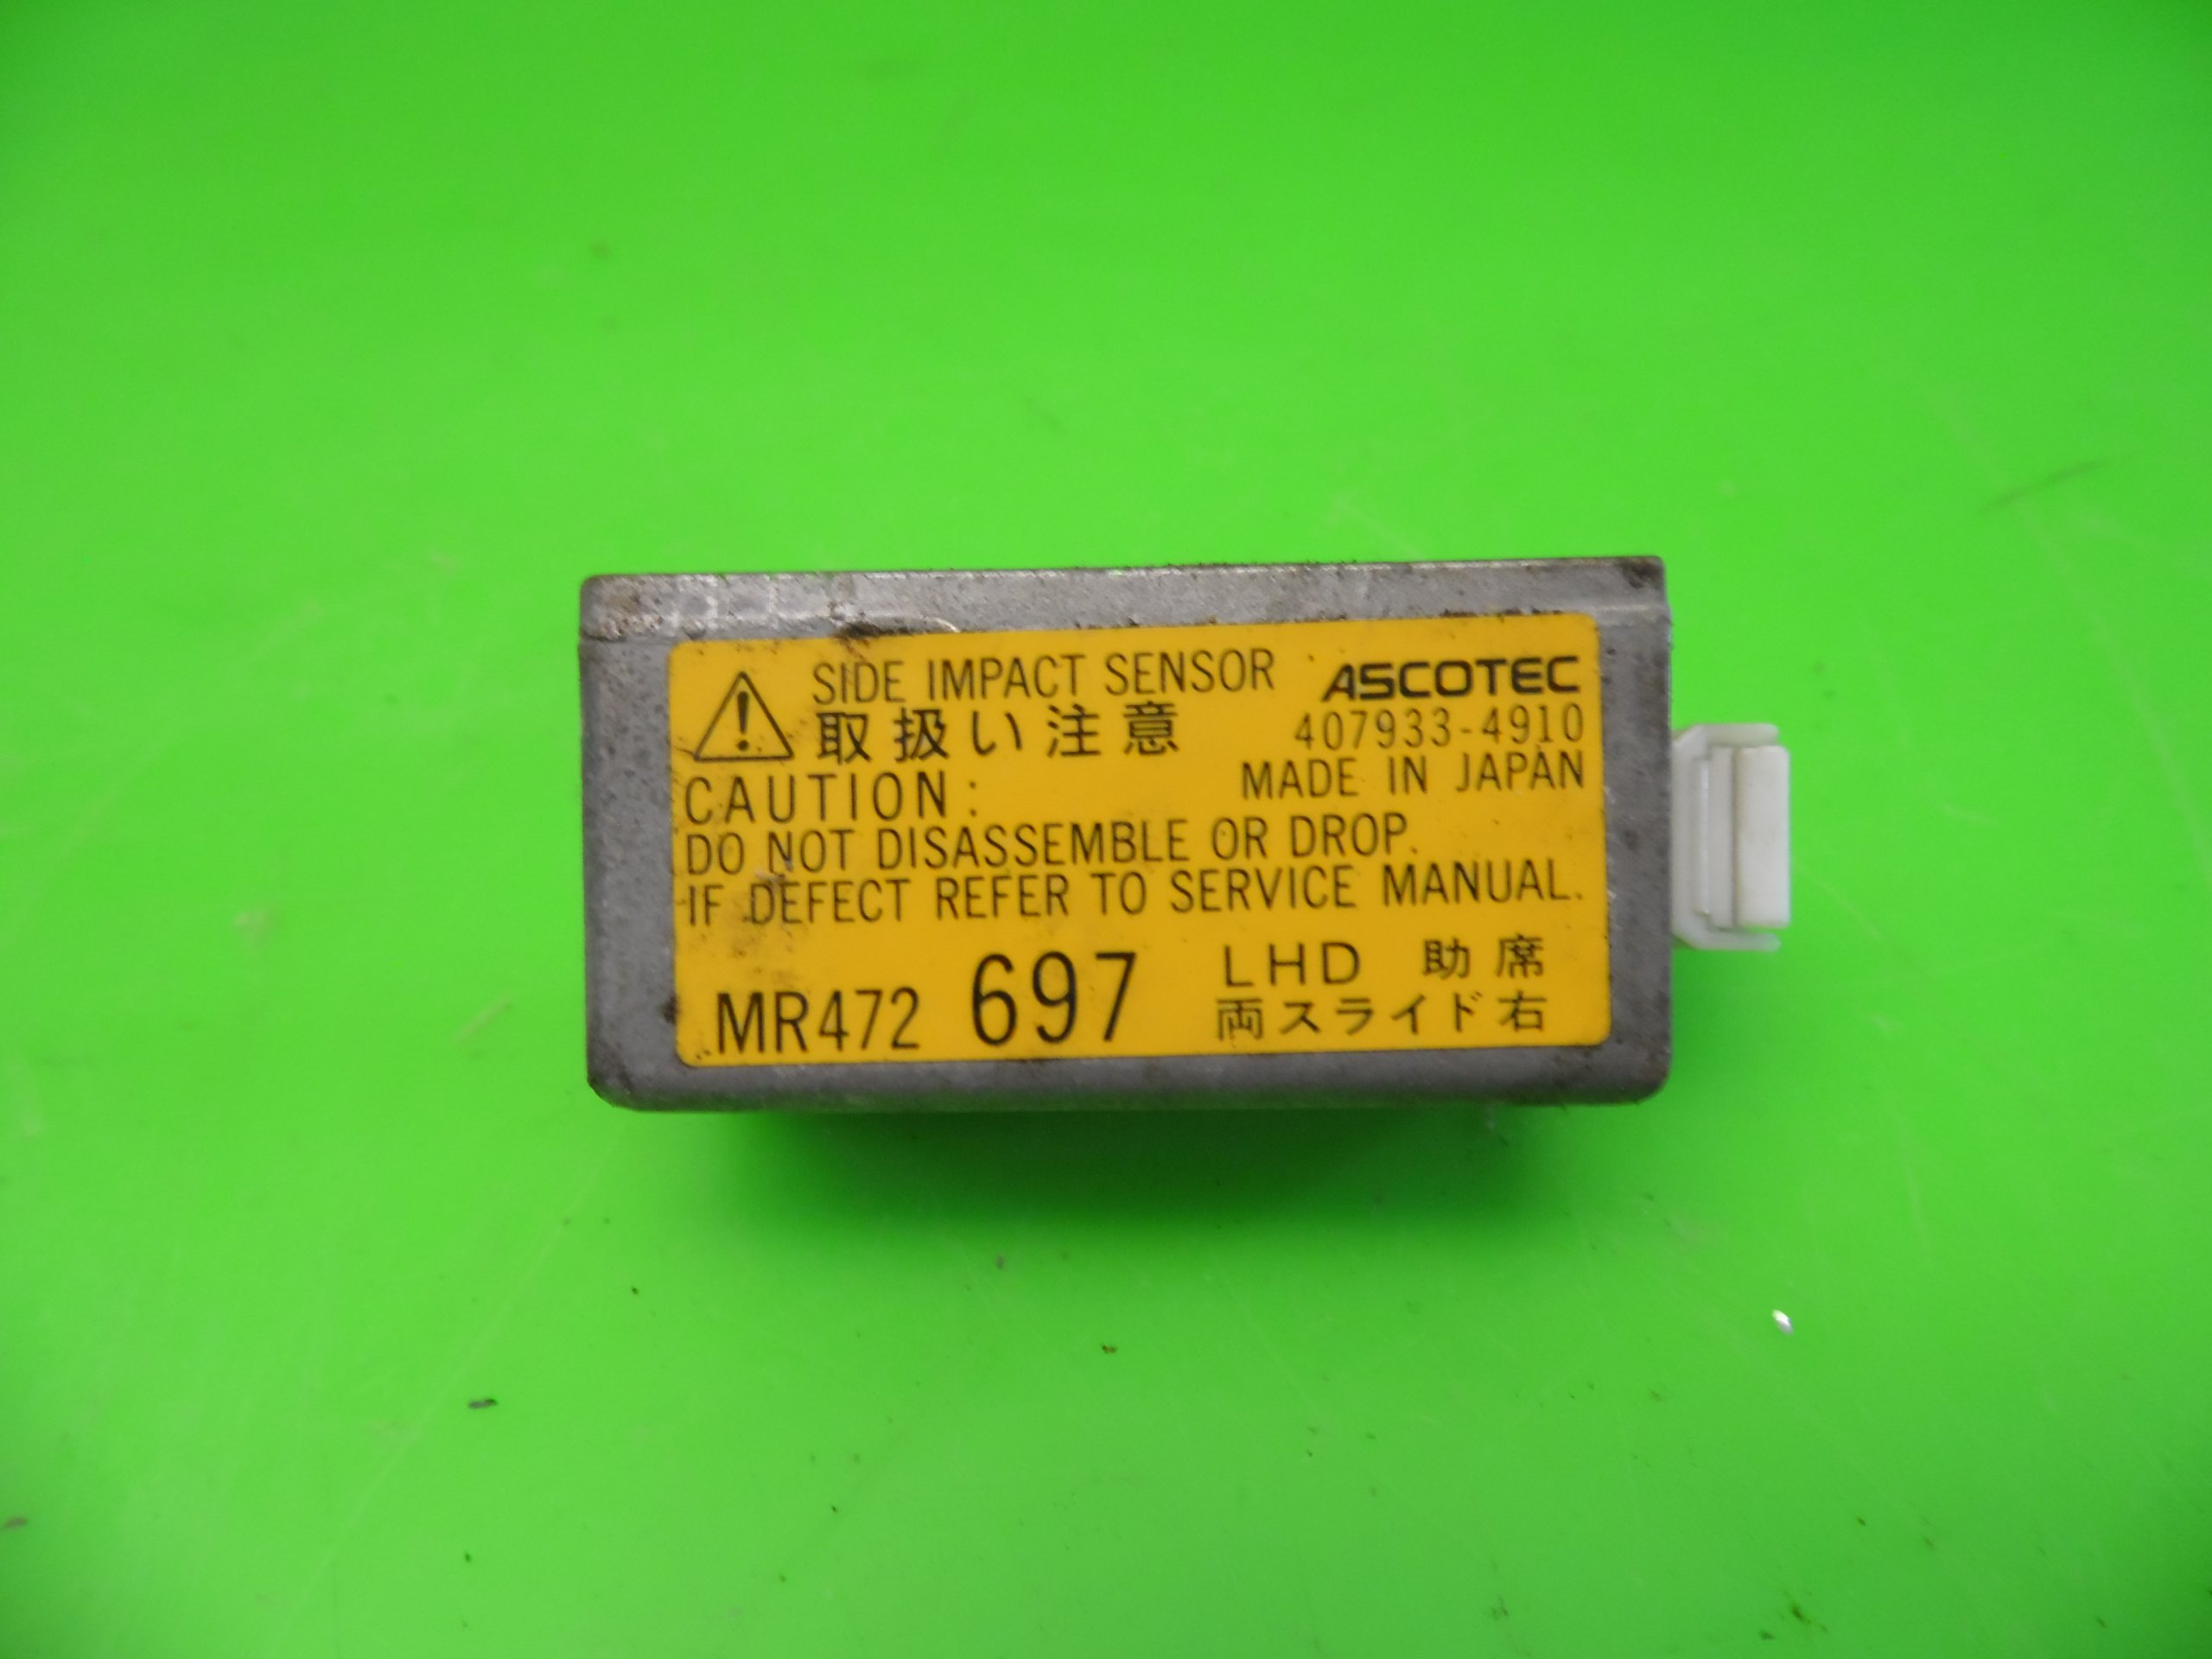 SIDE IMPACT SENSOR ASCOTEC
取扱い注意 407933-4910
CAUTION: MADE IN JAPAN
DO NOT DISASSEMBLE OR DROP.
IF DEFECT REFER TO SERVICE MANUAL.
MR472 697 LHD 助席
両スライド右